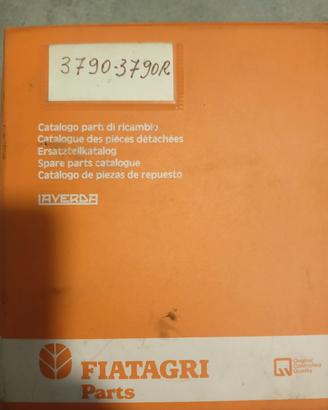 3790-3790R
Catalogo parti di ricambio
Catalogue des pièces détachées
Ersatzteilkatalog
Spare parts catalogue
Catálogo de piezas de repuesto
LAVERDA
FIATAGRI
Parts
Original
Controlled
Quality